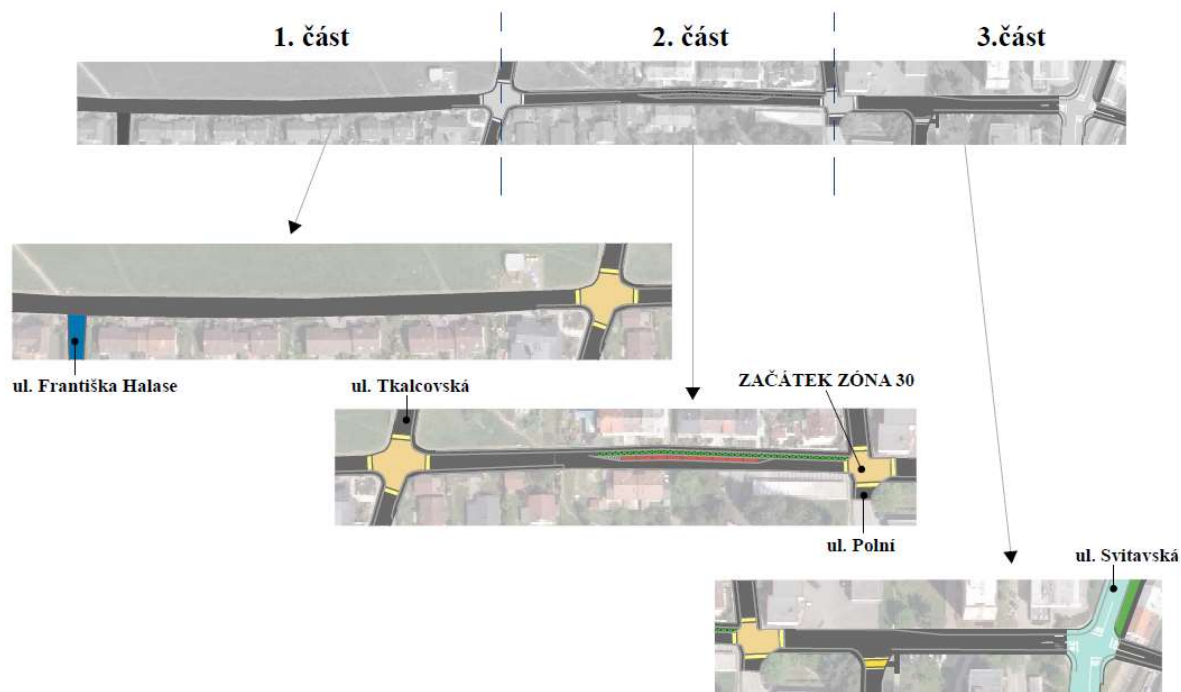 1. část
2. část
3.část
ul. Františka Halase
ul. Tkalcovská
ZAČÁTEK ZÓNA 30
ul. Polní
ul. Svitavská